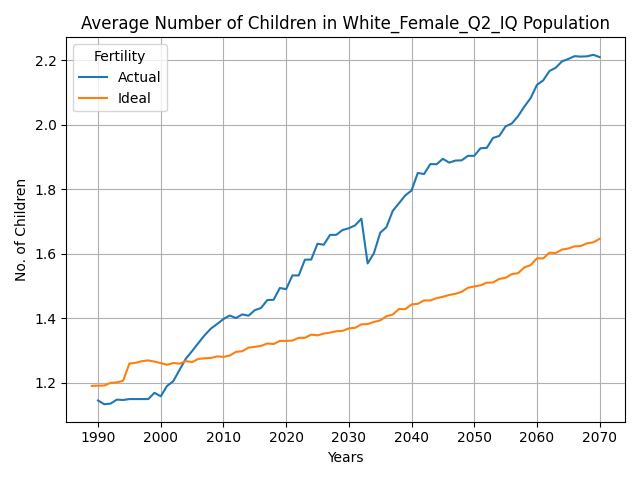 Average Number of Children in White_Female_Q2_IQ Population
Fertility
Actual
Ideal
No. of Children
2.2
2.0
1.8
1.6
1.4
1.2
1990 2000 2010 2020 2030 2040 2050 2060 2070
Years